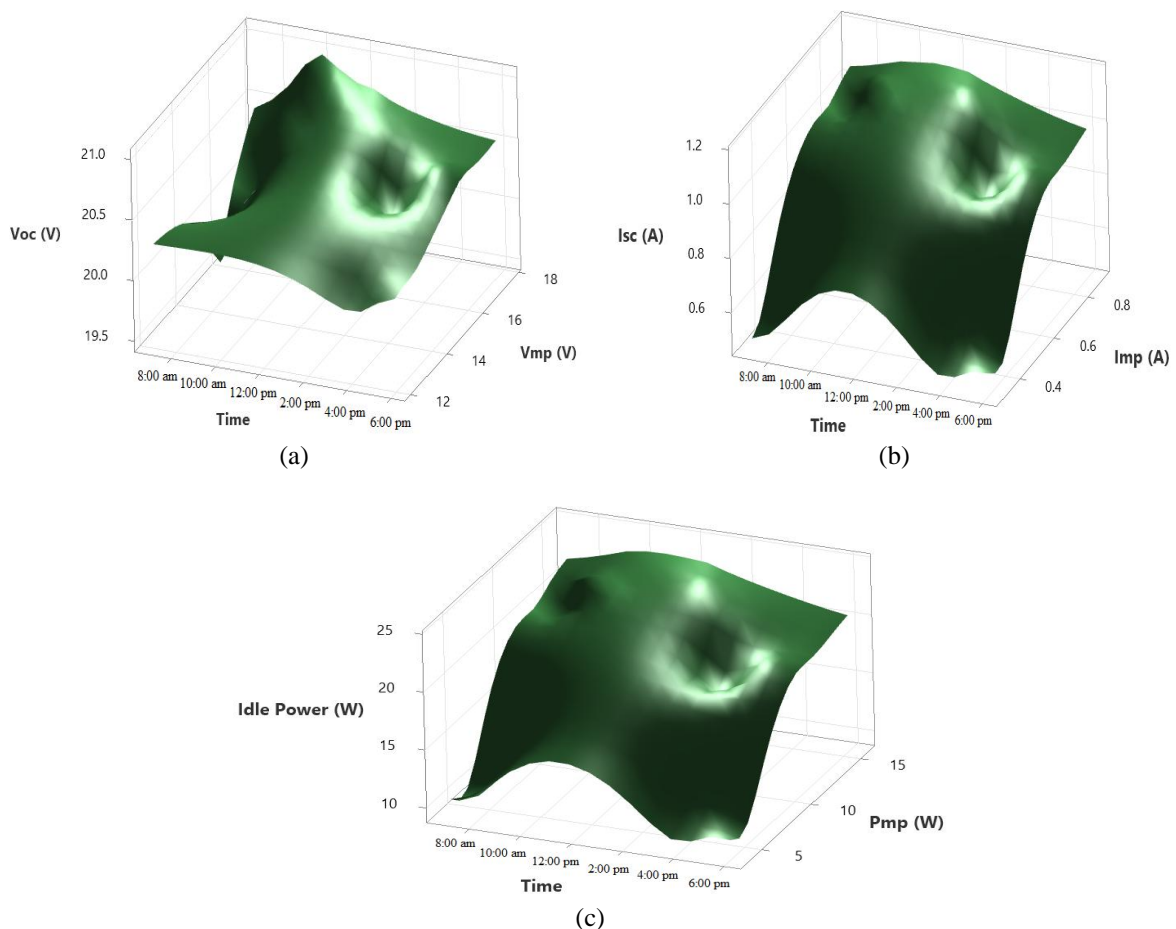 21.0
20.5
20.0
19.5
Voc (V)
8:00 am
10:00 am
12:00 pm
2:00 pm
4:00 pm
6:00 pm
Time
12
14
16
18
Vmp (V)
(a)
1.2
1.0
0.8
0.6
Isc (A)
8:00 am
10:00 am
12:00 pm
2:00 pm
4:00 pm
6:00 pm
Time
0.4
0.6
0.8
Imp (A)
(b)
25
20
15
10
Idle Power (W)
8:00 am
10:00 am
12:00 pm
2:00 pm
4:00 pm
6:00 pm
Time
5
10
15
Pmp (W)
(c)